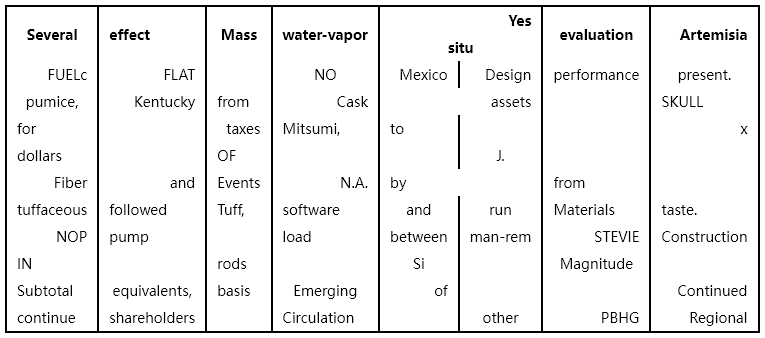 Several effect Mass water-vapor Yes situ evaluation Artemisia
FUELc FLAT NO Mexico Design performance present.
pumice, Kentucky from Cask assets SKULL
for taxes Mitsumi, to x
dollars OF J.
Fiber and Events N.A. by from
tuffaceous followed Tuff, software and run Materials taste.
NOP pump load between man-rem STEVIE Construction
IN rods Si Magnitude
Subtotal equivalents, basis Emerging of Continued
continue shareholders Circulation other PBHG Regional